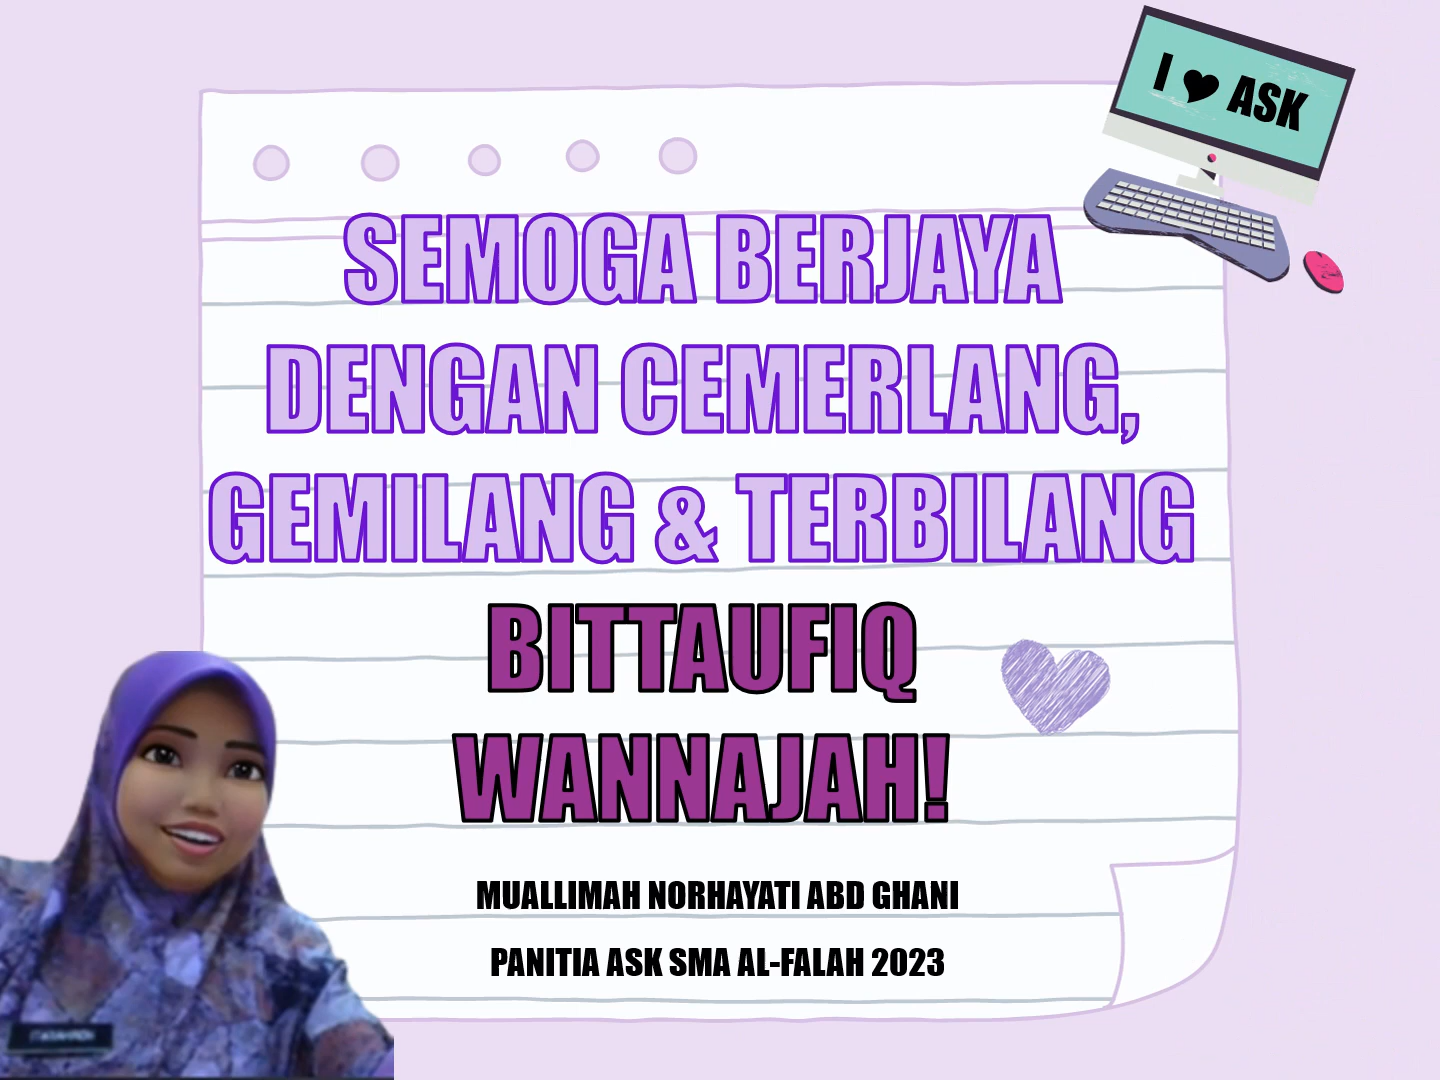 I ♥ ASK
SEMOGA BERJAYA
DENGAN CEMERLANG,
GEMILANG & TERBILANG
BITTAUFIQ
WANNAJAH!
MUALLIMAH NORHAYATI ABD GHANI
PANITIA ASK SMA AL-FALAH 2023